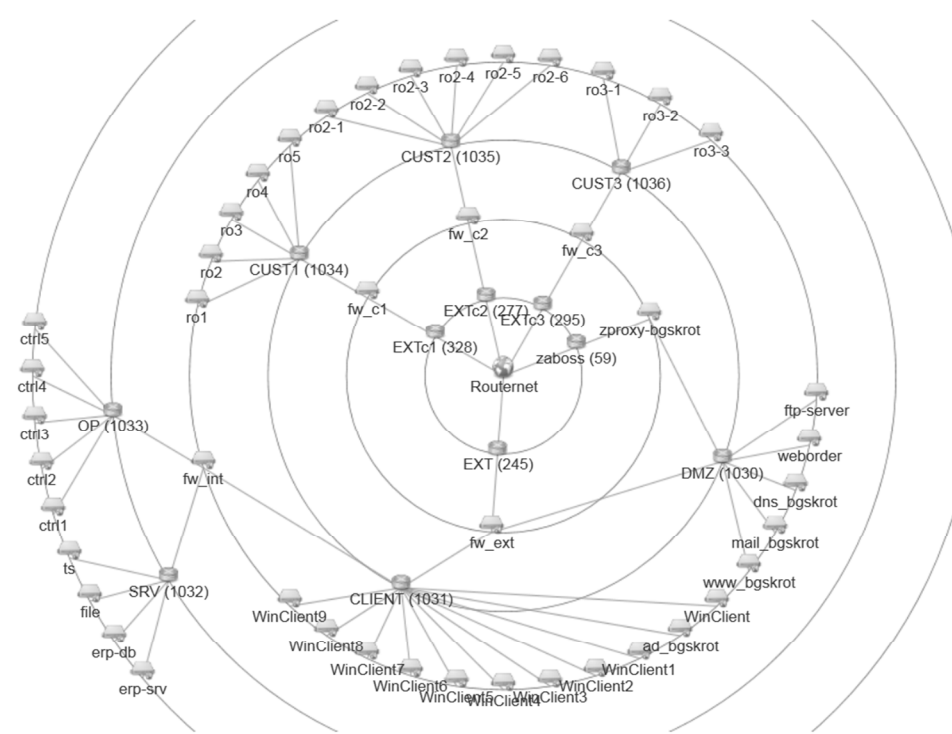 ro2-4
ro2-5
ro2-6
ro2-3
ro3-1
ro2-2
ro3-2
ro2-1
ro3-3
ro5
CUST2 (1035)
CUST3 (1036)
ro4
ro3
fw_c2
fw_c3
ro2
CUST1 (1034)
fw_c1
EXTc2 (277)
EXTc3 (295)
ro1
zproxy-bgskrot
EXTc1 (328)
zaboss (59)
ctrl5
Routernet
ctrl4
ftp-server
OP (1033)
ctrl3
weborder
EXT (245)
DMZ (1030)
ctrl2
fw_int
dns_bgskrot
ctrl1
fw_ext
mail_bgskrot
ts
www_bgskrot
SRV (1032)
CLIENT (1031)
file
WinClient9
WinClient
erp-db
WinClient8
ad_bgskrot
WinClient7
WinClient1
erp-srv
WinClient6
WinClient2
WinClient5
WinClient3
WinClient4